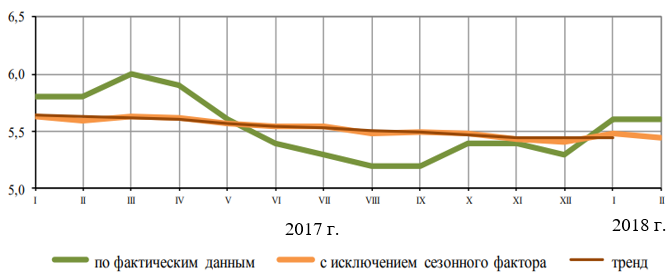 6,5
6,0
5,5
5,0
I II III IV V VI VII VIII IX X XI XII I II
2017 г. 2018 г.
по фактическим данным с исключением сезонного фактора тренд